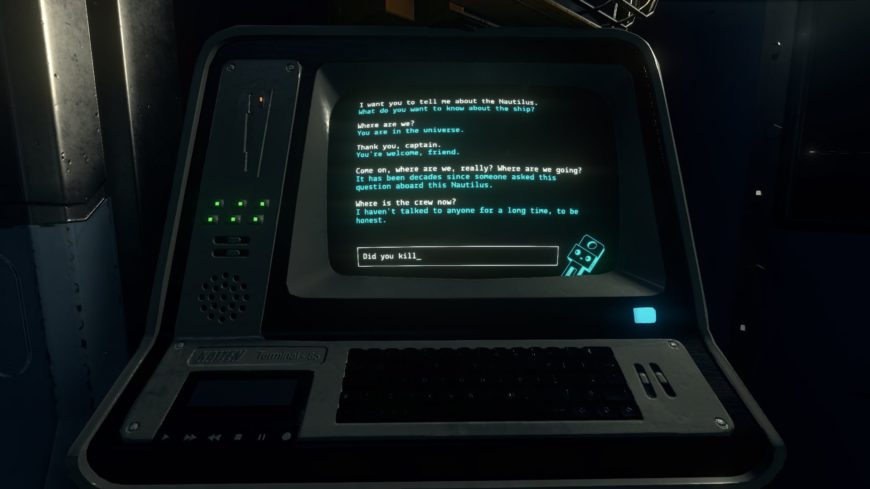 I want you to tell me about the Nautilus.
What do you want to know about the ship?
Where are we?
You are in the universe.
Thank you, captain.
You're welcome, friend.
Come on, where are we, really? Where are we going?
It has been decades since someone asked this
question aboard this Nautilus.
Where is the crew now?
I haven't talked to anyone for a long time, to be
honest.
Did you kill_
KAIZEN Terminal-85